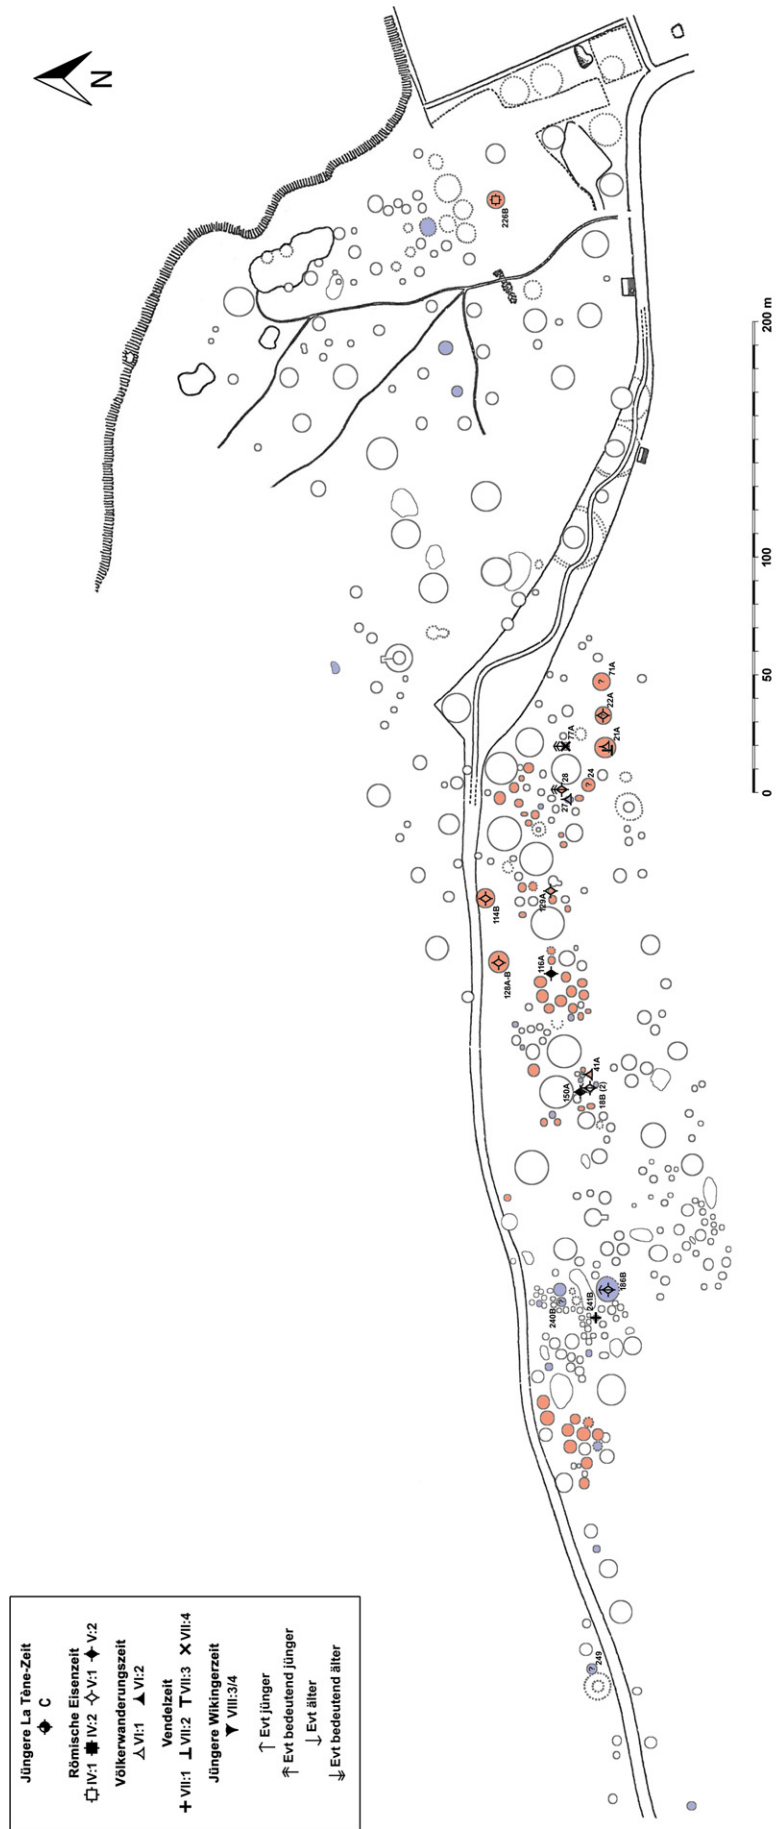 N
226B
200 m
100
50
0
71A
22A
21A
77A
28
27
24
114B
129A
128A-B
116A
41A
150A
18B (2)
186B
241B
240B
249
?
?
?
?
Jüngere La Tène-Zeit
C
Römische Eisenzeit
IV:1 IV:2 V:1 V:2
Völkerwanderungszeit
VI:1 VI:2
Vendelzeit
VII:1 VII:2 VII:3 VII:4
Jüngere Wikingerzeit
VIII:3/4
Evt jünger
Evt bedeutend jünger
Evt älter
Evt bedeutend älter